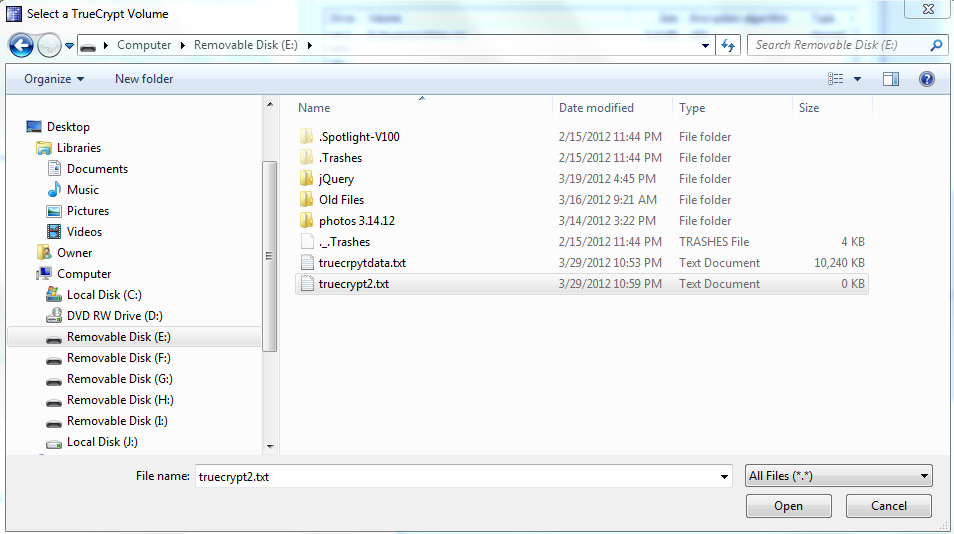 Select a TrueCrypt Volume
Computer Removable Disk (E:)
Search Removable Disk (E:)
Organize
New folder
Desktop
Libraries
Documents
Music
Pictures
Videos
Owner
Computer
Local Disk (C:)
DVD RW Drive (D:)
Removable Disk (E:)
Removable Disk (F:)
Removable Disk (G:)
Removable Disk (H:)
Removable Disk (I:)
Local Disk (J:)
Name Date modified Type Size
.Spotlight-V100 2/15/2012 11:44 PM File folder
.Trashes 2/15/2012 11:44 PM File folder
jQuery 3/19/2012 4:45 PM File folder
Old Files 3/16/2012 9:21 AM File folder
photos 3.14.12 3/14/2012 3:22 PM File folder
._.Trashes 2/15/2012 11:44 PM TRASHES File 4 KB
truecrpytdata.txt 3/29/2012 10:53 PM Text Document 10,240 KB
truecrypt2.txt 3/29/2012 10:59 PM Text Document 0 KB
File name: truecrypt2.txt
All Files (*.*)
Open
Cancel